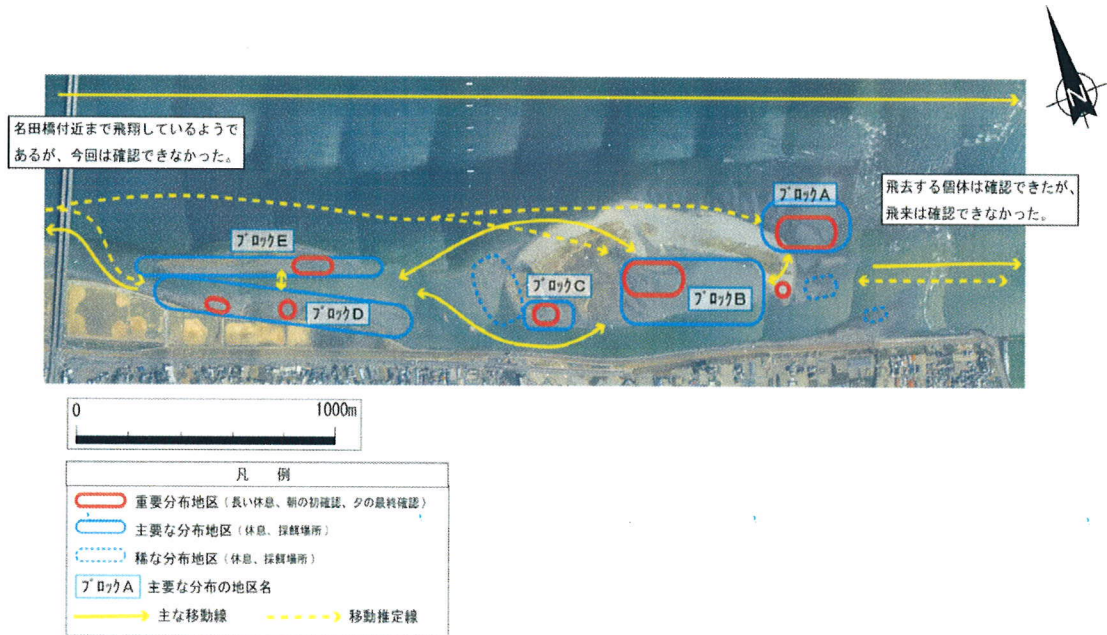 N
名田橋付近まで飛翔しているようで
あるが、今回は確認できなかった。
飛去する個体は確認できたが、
飛来は確認できなかった。
ブロックA
ブロックE
ブロックC
ブロックB
ブロックD
0 1000m
凡 例
重要分布地区（長い休息、朝の初確認、夕の最終確認）
主要な分布地区（休息、採餌場所）
稀な分布地区（休息、採餌場所）
ブロックA 主要な分布の地区名
主な移動線 移動推定線